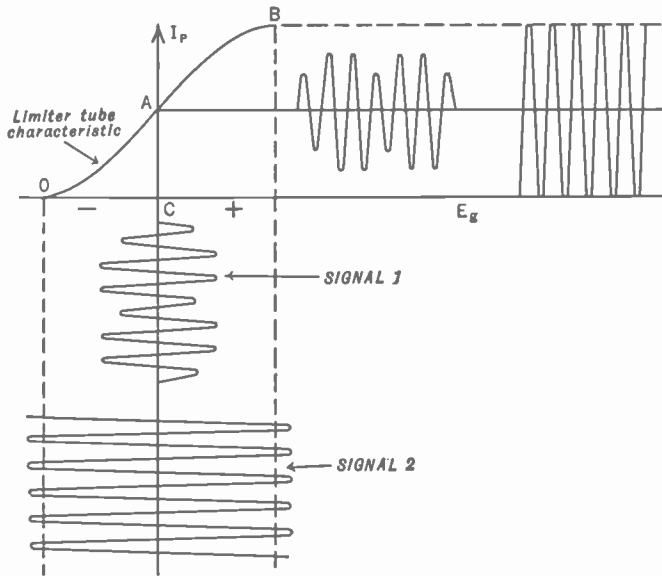 B
I_P
A
Limiter tube
characteristic
O
− C + E_g
SIGNAL 1
SIGNAL 2